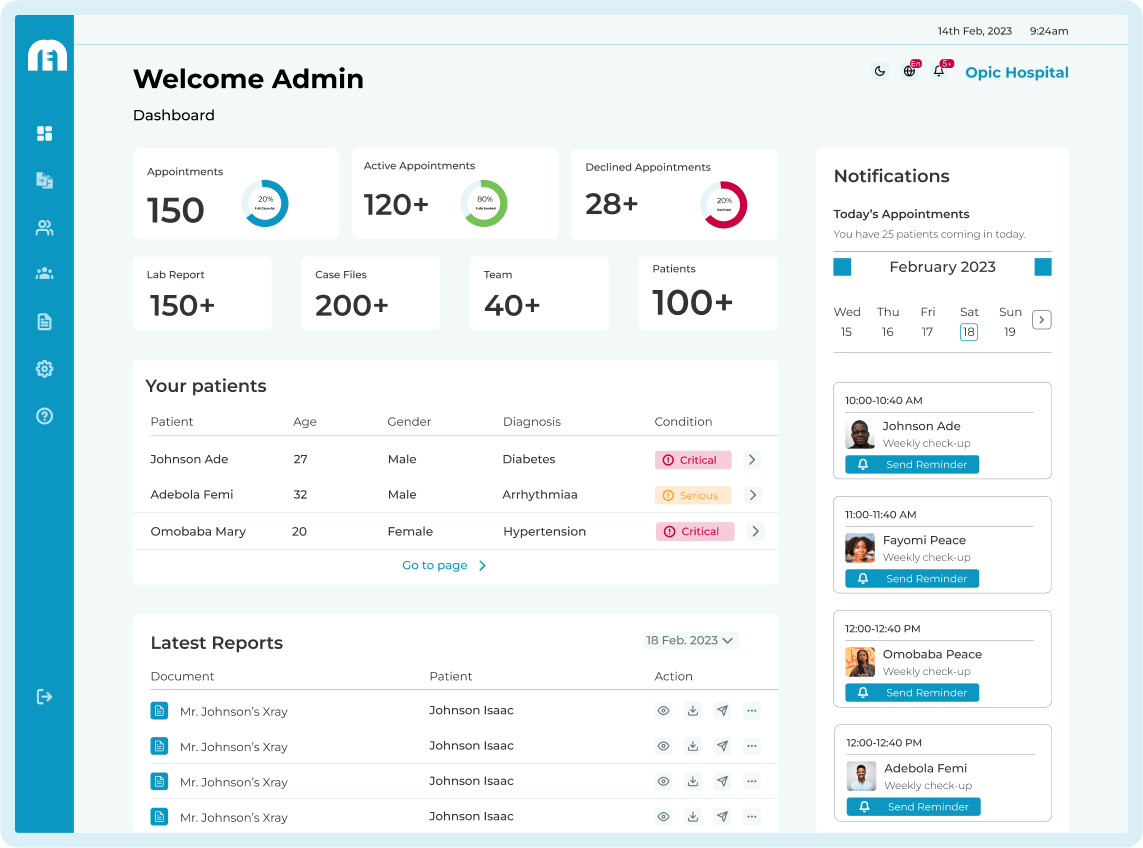 14th Feb, 2023 9:24am
Welcome Admin
En
5+
Opic Hospital
Dashboard
Appointments
150
20%
Full Capacity
Active Appointments
120+
80%
Fully booked
Declined Appointments
28+
20%
Declined
Lab Report
150+
Case Files
200+
Team
40+
Patients
100+
Your patients
Patient Age Gender Diagnosis Condition
Johnson Ade 27 Male Diabetes Critical
Adebola Femi 32 Male Arrhythmiaa Serious
Omobaba Mary 20 Female Hypertension Critical
Go to page
Latest Reports
18 Feb. 2023
Document Patient Action
Mr. Johnson’s Xray Johnson Isaac
Mr. Johnson’s Xray Johnson Isaac
Mr. Johnson’s Xray Johnson Isaac
Mr. Johnson’s Xray Johnson Isaac
Notifications
Today’s Appointments
You have 25 patients coming in today.
February 2023
Wed Thu Fri Sat Sun
15 16 17 18 19
10:00-10:40 AM
Johnson Ade
Weekly check-up
Send Reminder
11:00-11:40 AM
Fayomi Peace
Weekly check-up
Send Reminder
12:00-12:40 PM
Omobaba Peace
Weekly check-up
Send Reminder
12:00-12:40 PM
Adebola Femi
Weekly check-up
Send Reminder